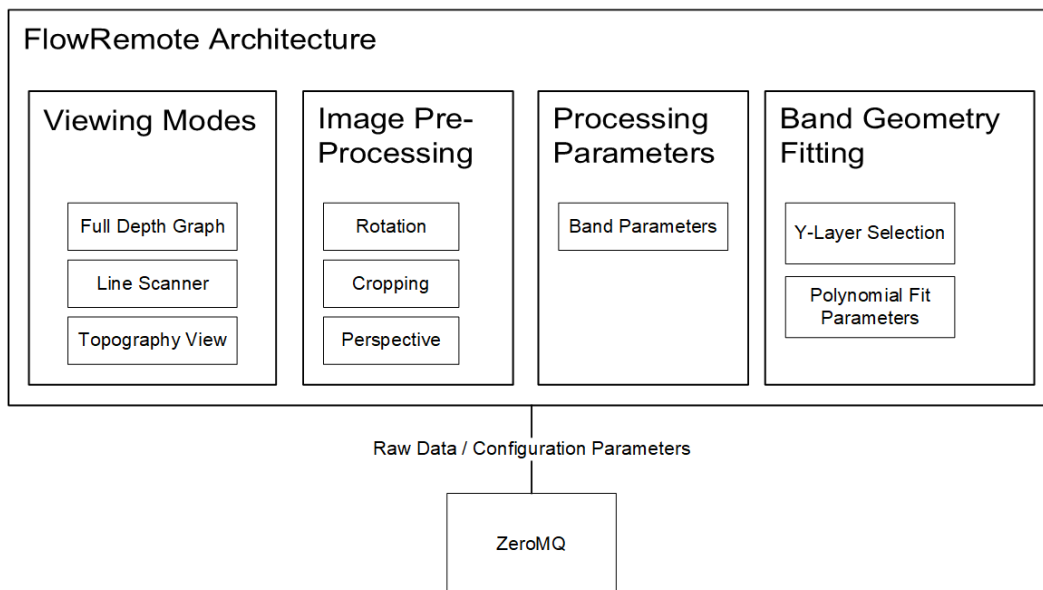 FlowRemote Architecture
Viewing Modes
Full Depth Graph
Line Scanner
Topography View
Image Pre-
Processing
Rotation
Cropping
Perspective
Processing
Parameters
Band Parameters
Band Geometry
Fitting
Y-Layer Selection
Polynomial Fit
Parameters
Raw Data / Configuration Parameters
ZeroMQ